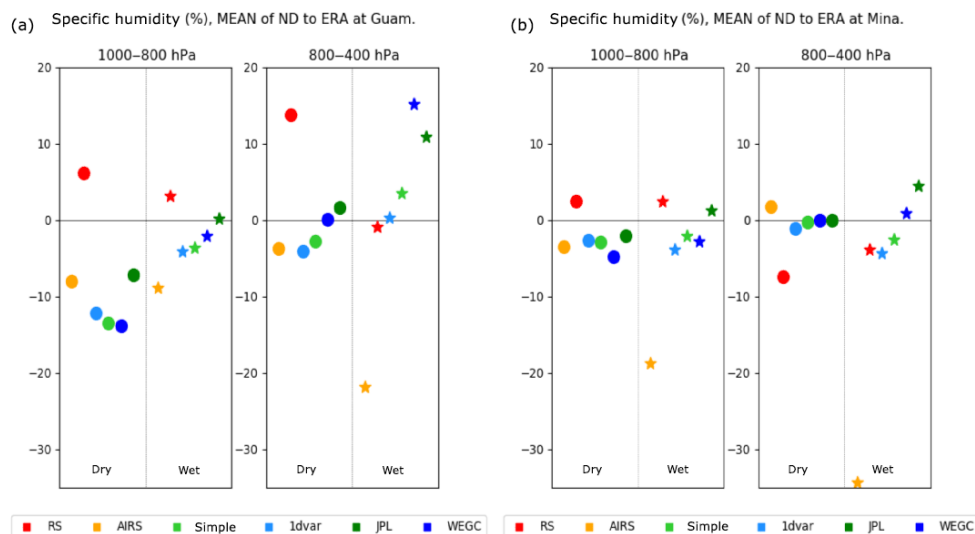 (a) Specific humidity (%), MEAN of ND to ERA at Guam.
1000–800 hPa 800–400 hPa
20 20
10 10
0 0
−10 −10
−20 −20
−30 −30
Dry Wet Dry Wet
RS AIRS Simple 1dvar JPL WEGC
(b) Specific humidity (%), MEAN of ND to ERA at Mina.
1000–800 hPa 800–400 hPa
20 20
10 10
0 0
−10 −10
−20 −20
−30 −30
Dry Wet Dry Wet
RS AIRS Simple 1dvar JPL WEGC